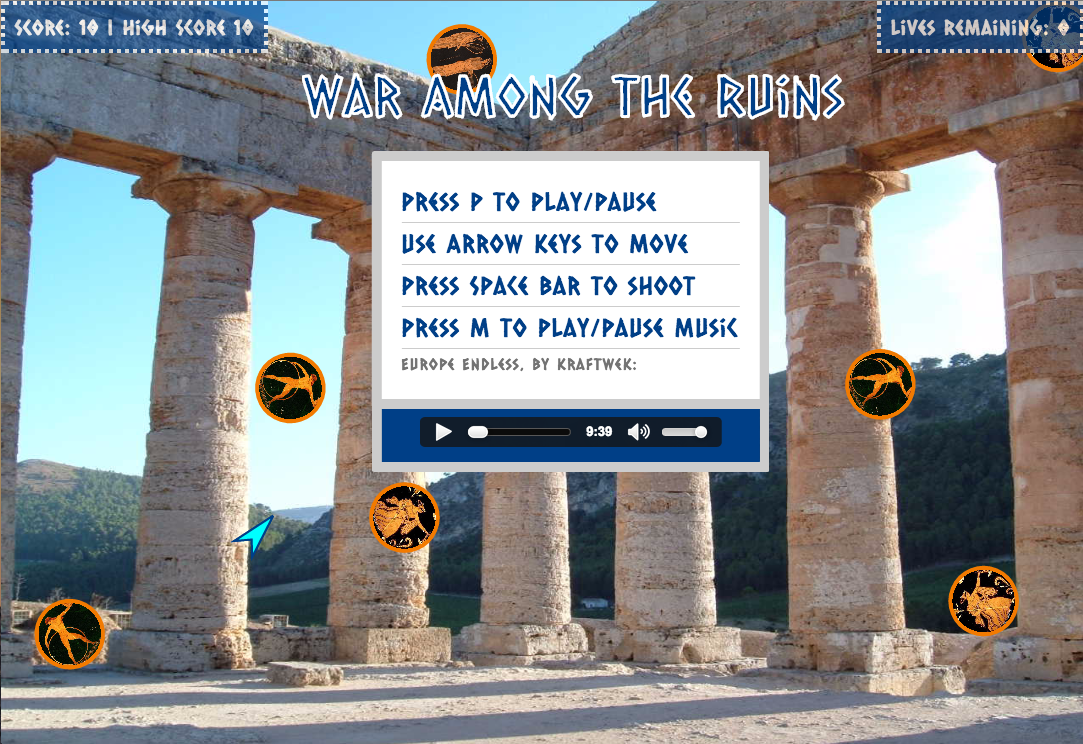 SCORE: 10 | HIGH SCORE 10
LIVES REMAINING: 0
WAR AMONG THE RUINS
PRESS P TO PLAY/PAUSE
USE ARROW KEYS TO MOVE
PRESS SPACE BAR TO SHOOT
PRESS M TO PLAY/PAUSE MUSIC
EUROPE ENDLESS, BY KRAFTWEK:
9:39